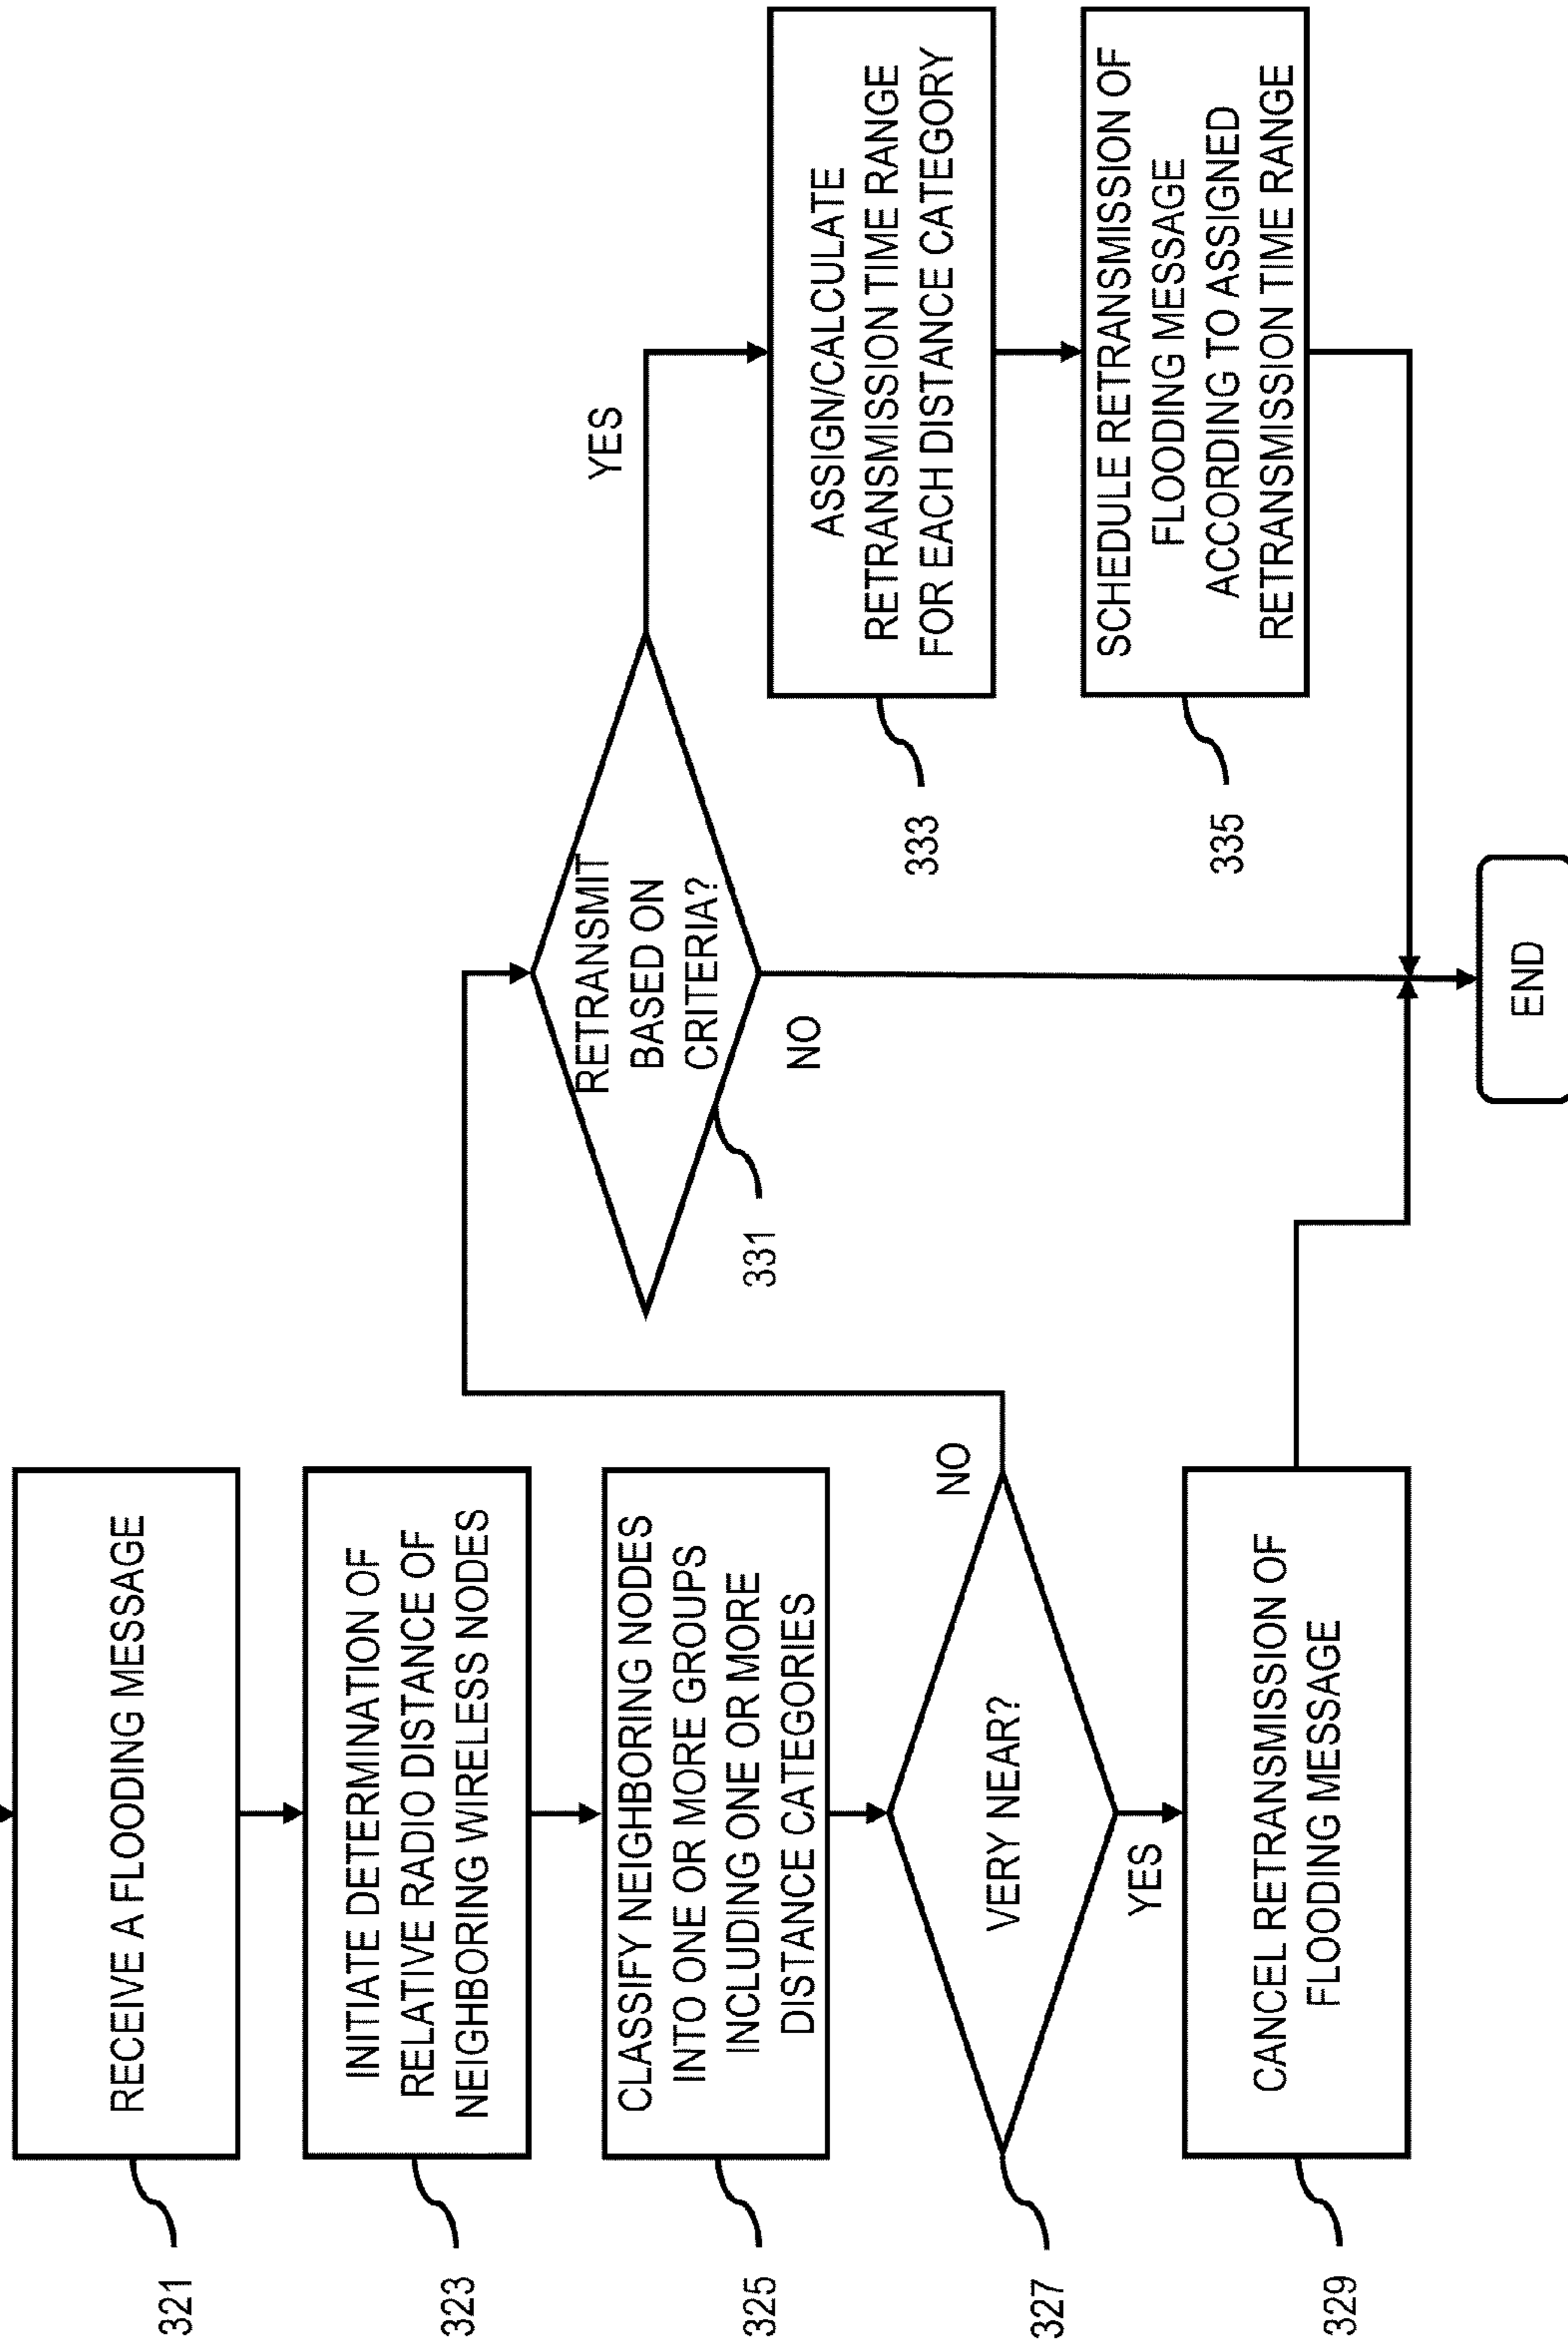 RECEIVE A FLOODING MESSAGE
321
INITIATE DETERMINATION OF
RELATIVE RADIO DISTANCE OF
NEIGHBORING WIRELESS NODES
323
CLASSIFY NEIGHBORING NODES
INTO ONE OR MORE GROUPS
INCLUDING ONE OR MORE
DISTANCE CATEGORIES
325
VERY NEAR?
327
NO
YES
CANCEL RETRANSMISSION OF
FLOODING MESSAGE
329
RETRANSMIT
BASED ON
CRITERIA?
331
YES
NO
ASSIGN/CALCULATE
RETRANSMISSION TIME RANGE
FOR EACH DISTANCE CATEGORY
333
SCHEDULE RETRANSMISSION OF
FLOODING MESSAGE
ACCORDING TO ASSIGNED
RETRANSMISSION TIME RANGE
335
END